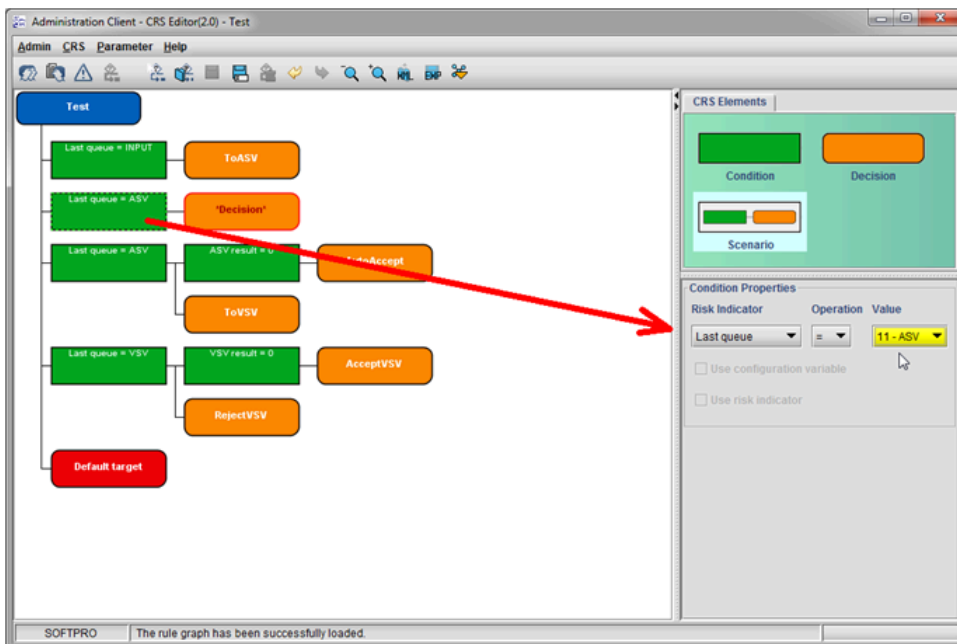 Administration Client - CRS Editor(2.0) - Test
Admin CRS Parameter Help
Test
Last queue = INPUT
ToASV
Last queue = ASV
*Decision*
Last queue = ASV
ASV result = 0
AutoAccept
ToVSV
Last queue = VSV
VSV result = 0
AcceptVSV
RejectVSV
Default target
CRS Elements
Condition
Decision
Scenario
Condition Properties
Risk Indicator Operation Value
Last queue = 11 - ASV
Use configuration variable
Use risk indicator
SOFTPRO The rule graph has been successfully loaded.